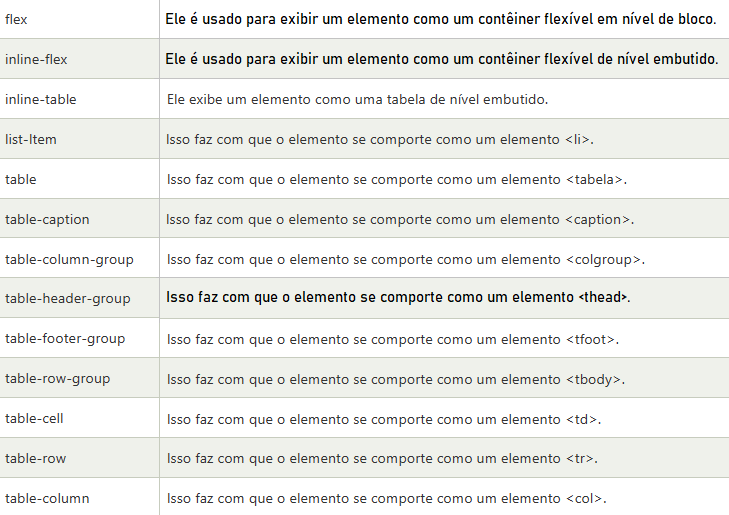 flex Ele é usado para exibir um elemento como um contêiner flexível em nível de bloco.
inline-flex Ele é usado para exibir um elemento como um contêiner flexível de nível embutido.
inline-table Ele exibe um elemento como uma tabela de nível embutido.
list-Item Isso faz com que o elemento se comporte como um elemento <li>.
table Isso faz com que o elemento se comporte como um elemento <tabela>.
table-caption Isso faz com que o elemento se comporte como um elemento <caption>.
table-column-group Isso faz com que o elemento se comporte como um elemento <colgroup>.
table-header-group Isso faz com que o elemento se comporte como um elemento <thead>.
table-footer-group Isso faz com que o elemento se comporte como um elemento <tfoot>.
table-row-group Isso faz com que o elemento se comporte como um elemento <tbody>.
table-cell Isso faz com que o elemento se comporte como um elemento <td>.
table-row Isso faz com que o elemento se comporte como um elemento <tr>.
table-column Isso faz com que o elemento se comporte como um elemento <col>.